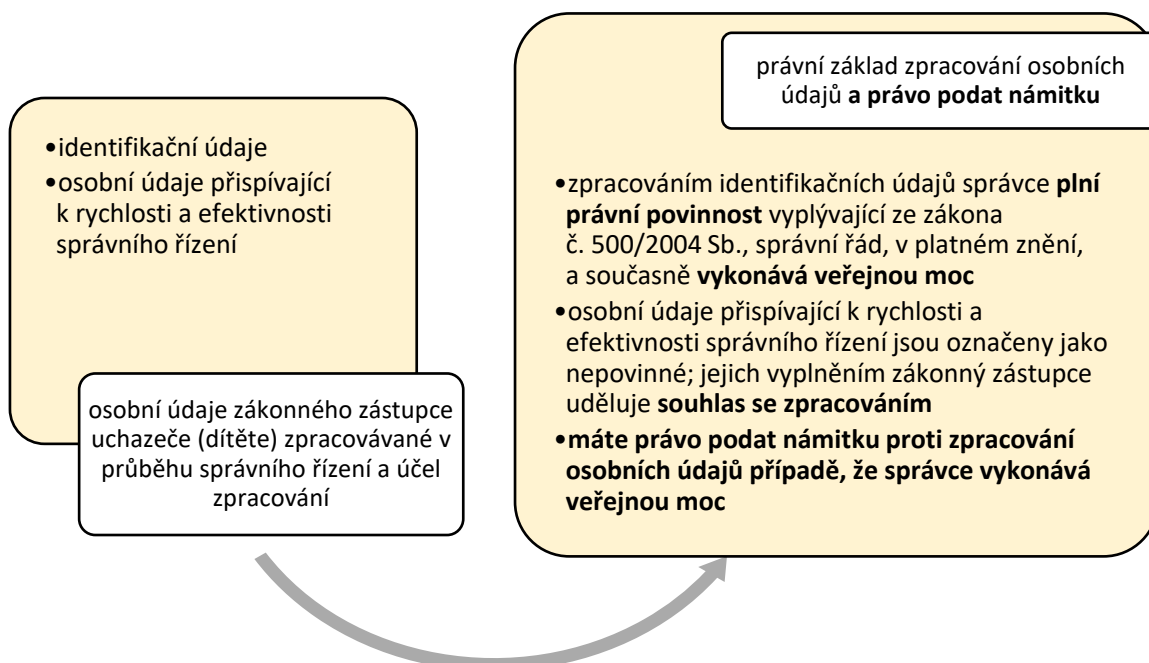 •identifikační údaje
•osobní údaje přispívající
k rychlosti a efektivnosti
správního řízení
osobní údaje zákonného zástupce
uchazeče (dítěte) zpracovávané v
průběhu správního řízení a účel
zpracování
právní základ zpracování osobních
údajů a právo podat námitku
•zpracováním identifikačních údajů správce plní
právní povinnost vyplývající ze zákona
č. 500/2004 Sb., správní řád, v platném znění,
a současně vykonává veřejnou moc
•osobní údaje přispívající k rychlosti a
efektivnosti správního řízení jsou označeny jako
nepovinné; jejich vyplněním zákonný zástupce
uděluje souhlas se zpracováním
•máte právo podat námitku proti zpracování
osobních údajů případě, že správce vykonává
veřejnou moc